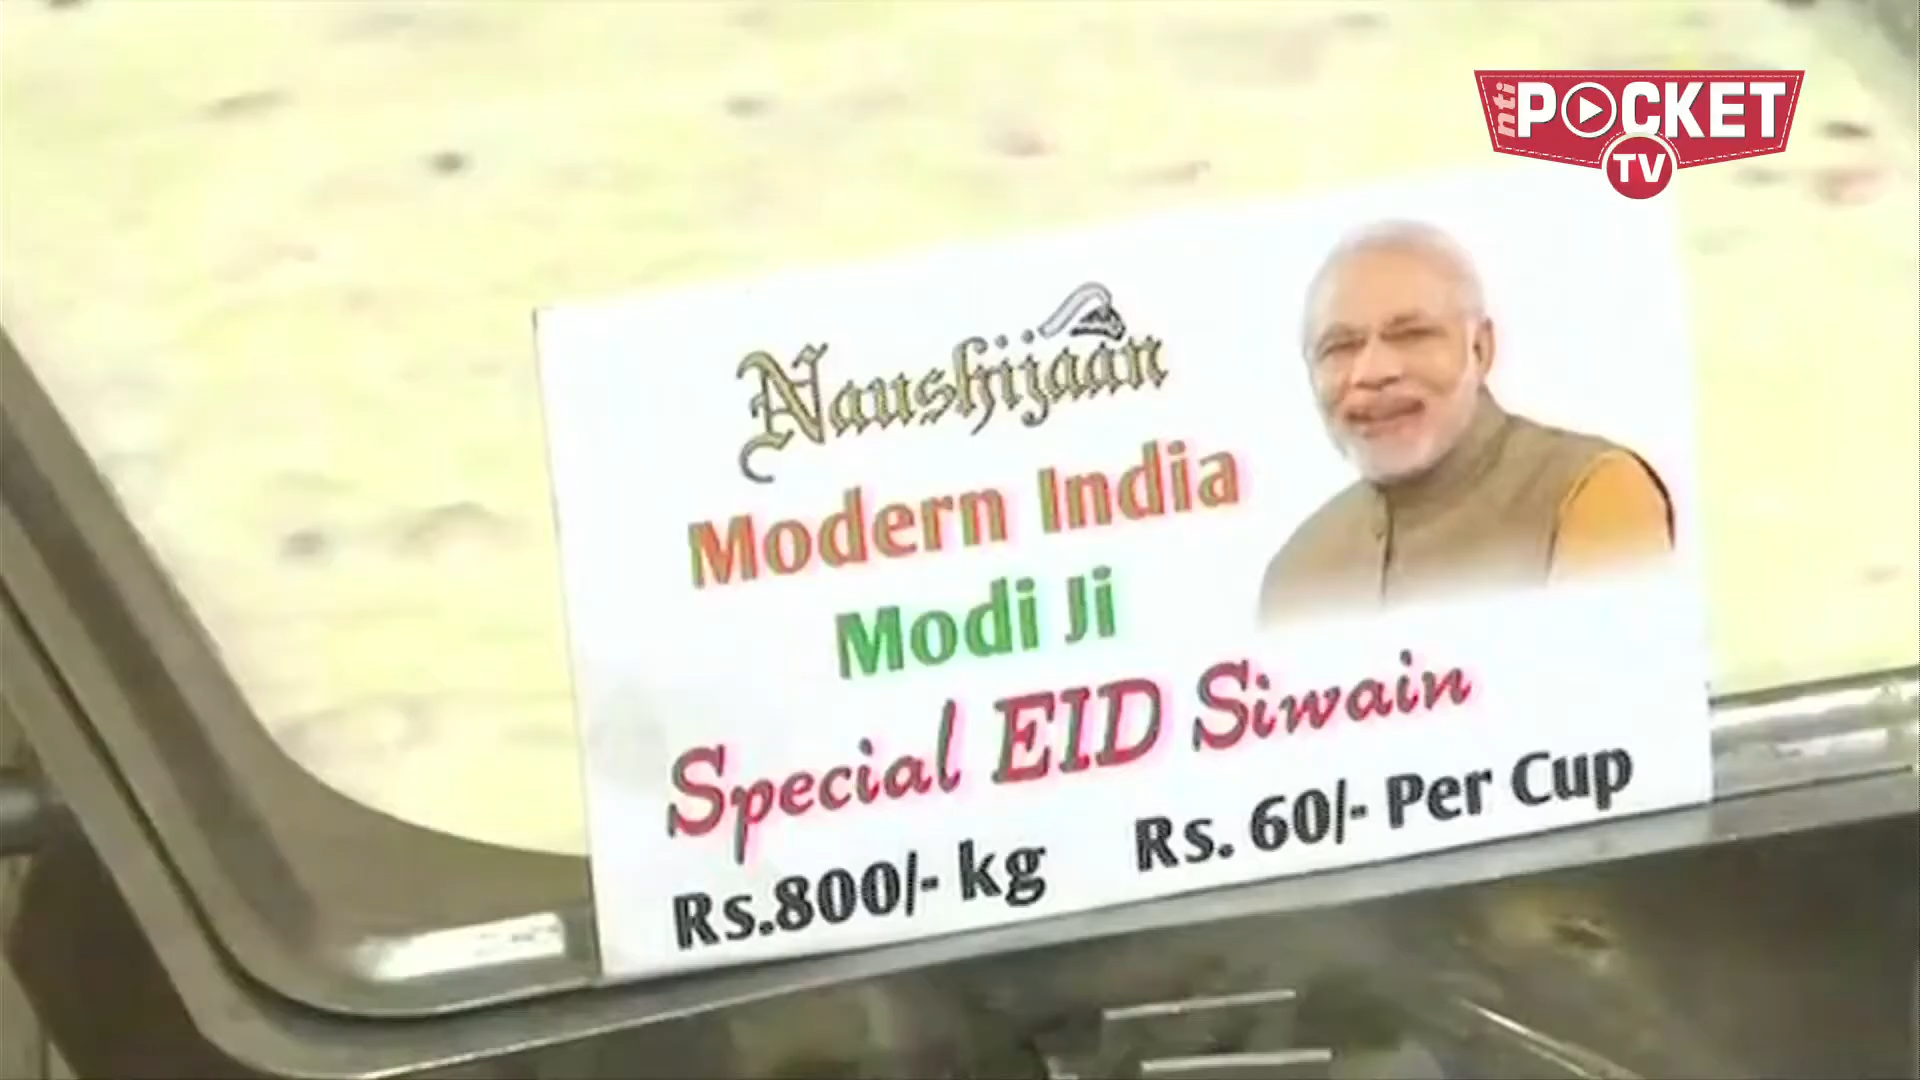 nti
POCKET
TV
Naushijaan
Modern India
Modi Ji
Special EID Siwain
Rs.800/- kg Rs. 60/- Per Cup